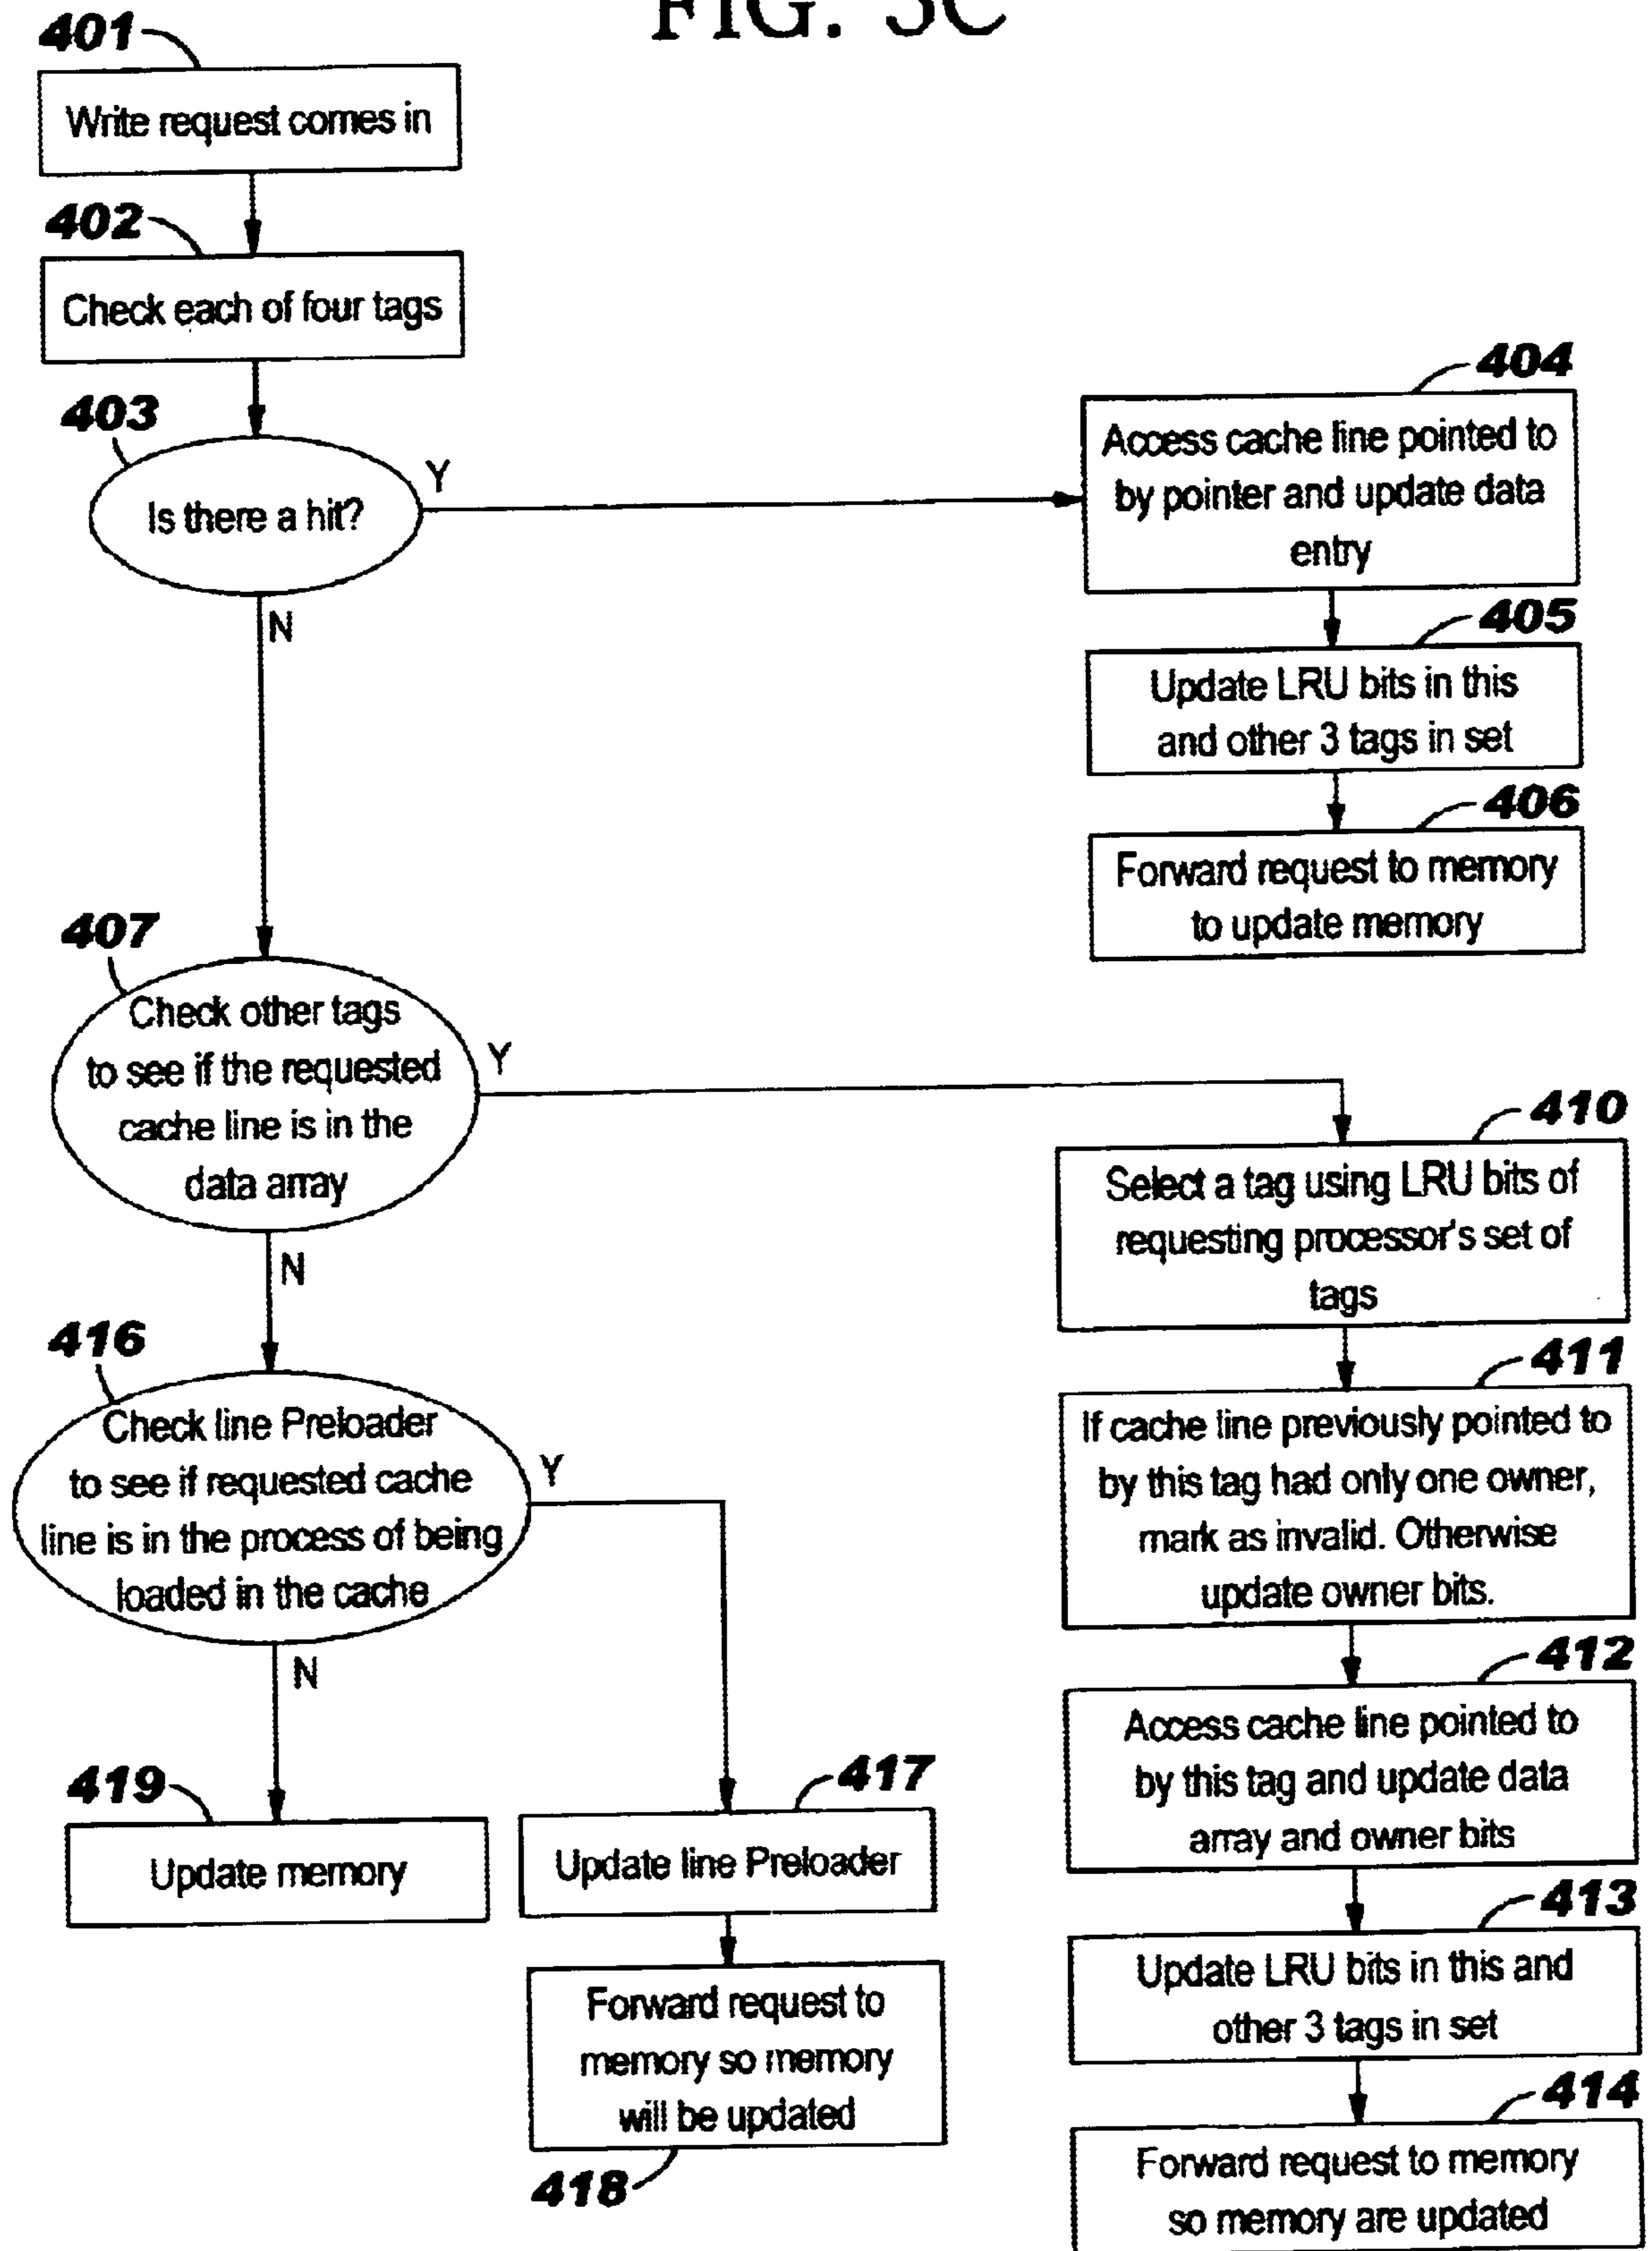 FIG. 3C
401
Write request comes in
402
Check each of four tags
403
Is there a hit?
Y
N
404
Access cache line pointed to
by pointer and update data
entry
405
Update LRU bits in this
and other 3 tags in set
406
Forward request to memory
to update memory
407
Check other tags
to see if the requested
cache line is in the
data array
Y
N
410
Select a tag using LRU bits of
requesting processor's set of
tags
411
If cache line previously pointed to
by this tag had only one owner,
mark as invalid. Otherwise
update owner bits.
412
Access cache line pointed to
by this tag and update data
array and owner bits
413
Update LRU bits in this and
other 3 tags in set
414
Forward request to memory
so memory are updated
416
Check line Preloader
to see if requested cache
line is in the process of being
loaded in the cache
Y
N
417
Update line Preloader
Forward request to
memory so memory
will be updated
418
419
Update memory